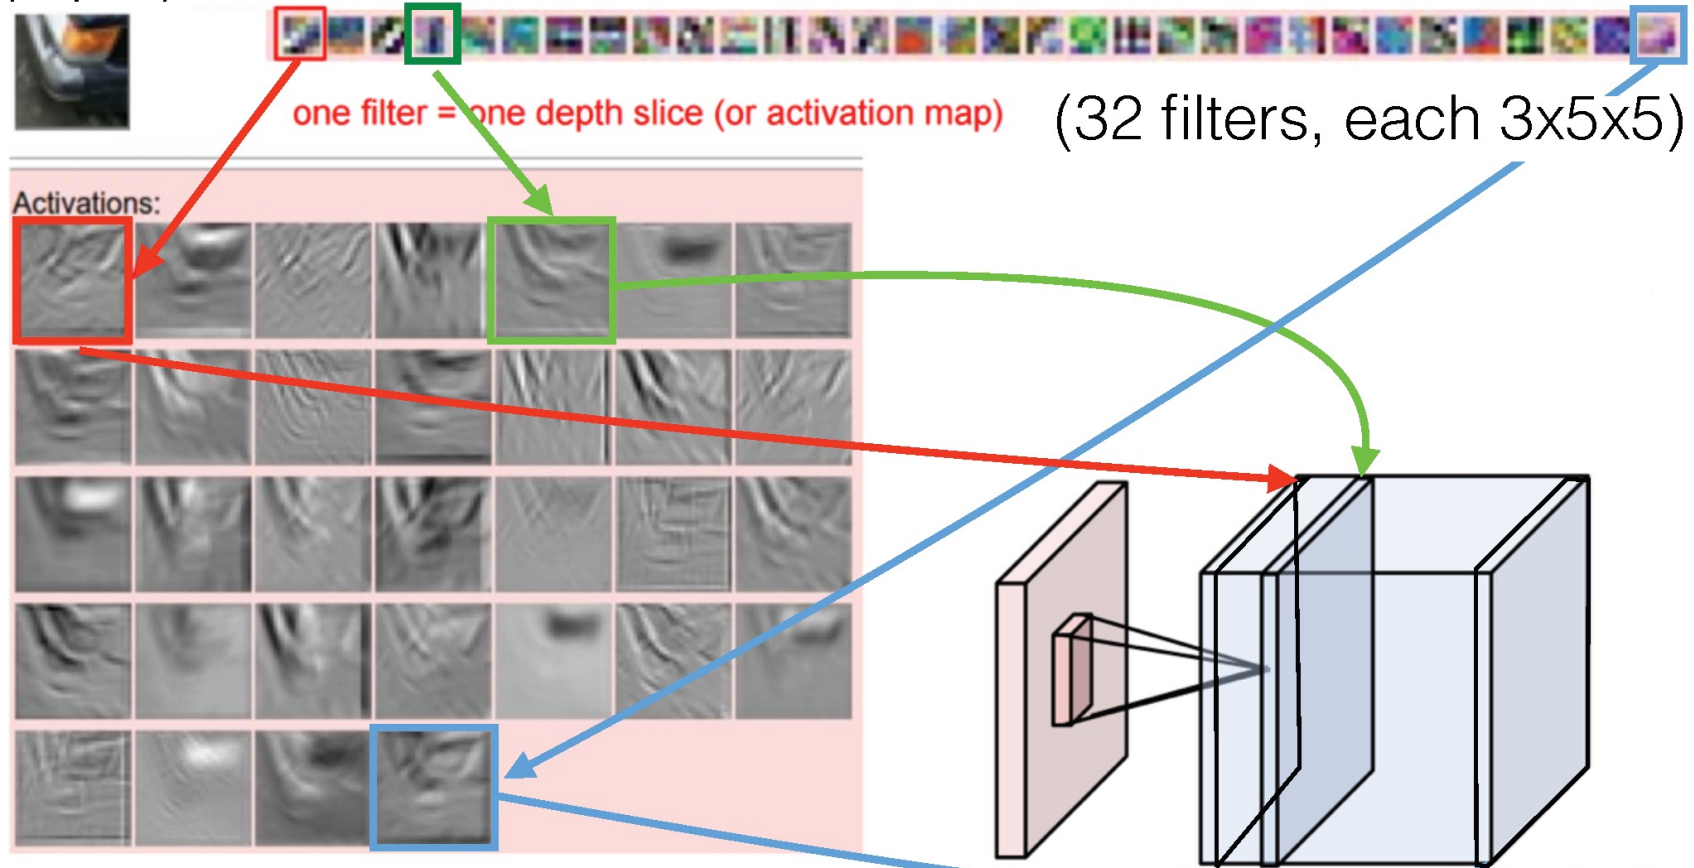 one filter = one depth slice (or activation map)
(32 filters, each 3x5x5)
Activations: